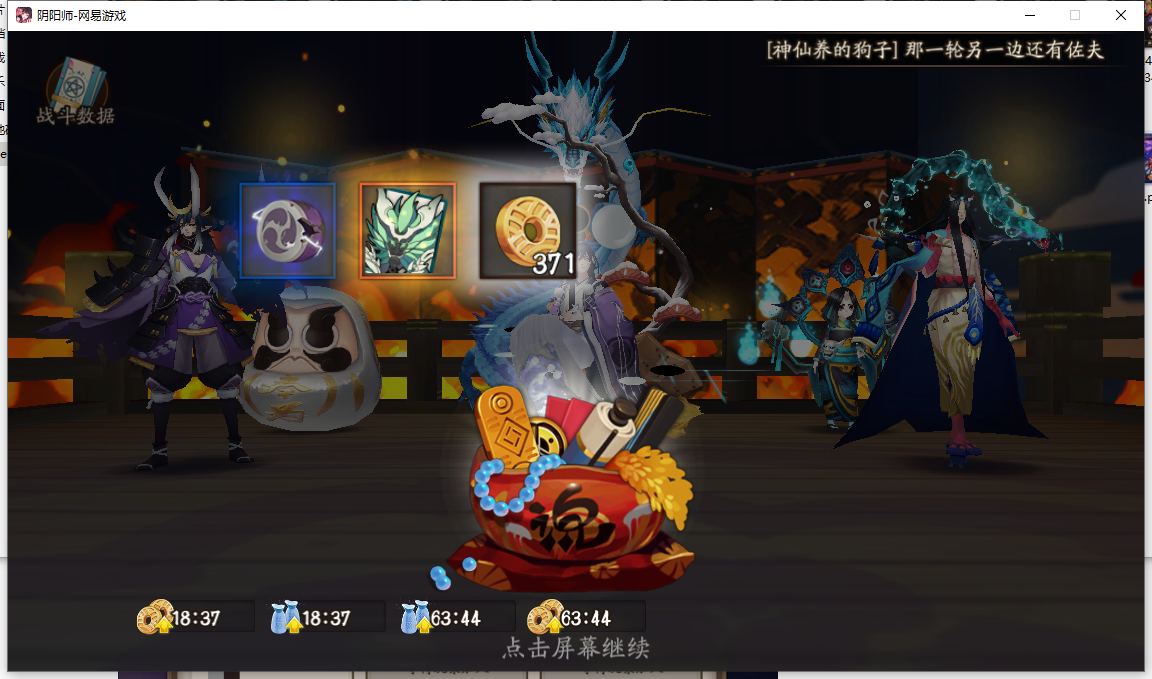 阴阳师-网易游戏
[神仙养的狗子] 那一轮另一边还有佐夫
战斗数据
371
祝
18:37
18:37
63:44
63:44
点击屏幕继续